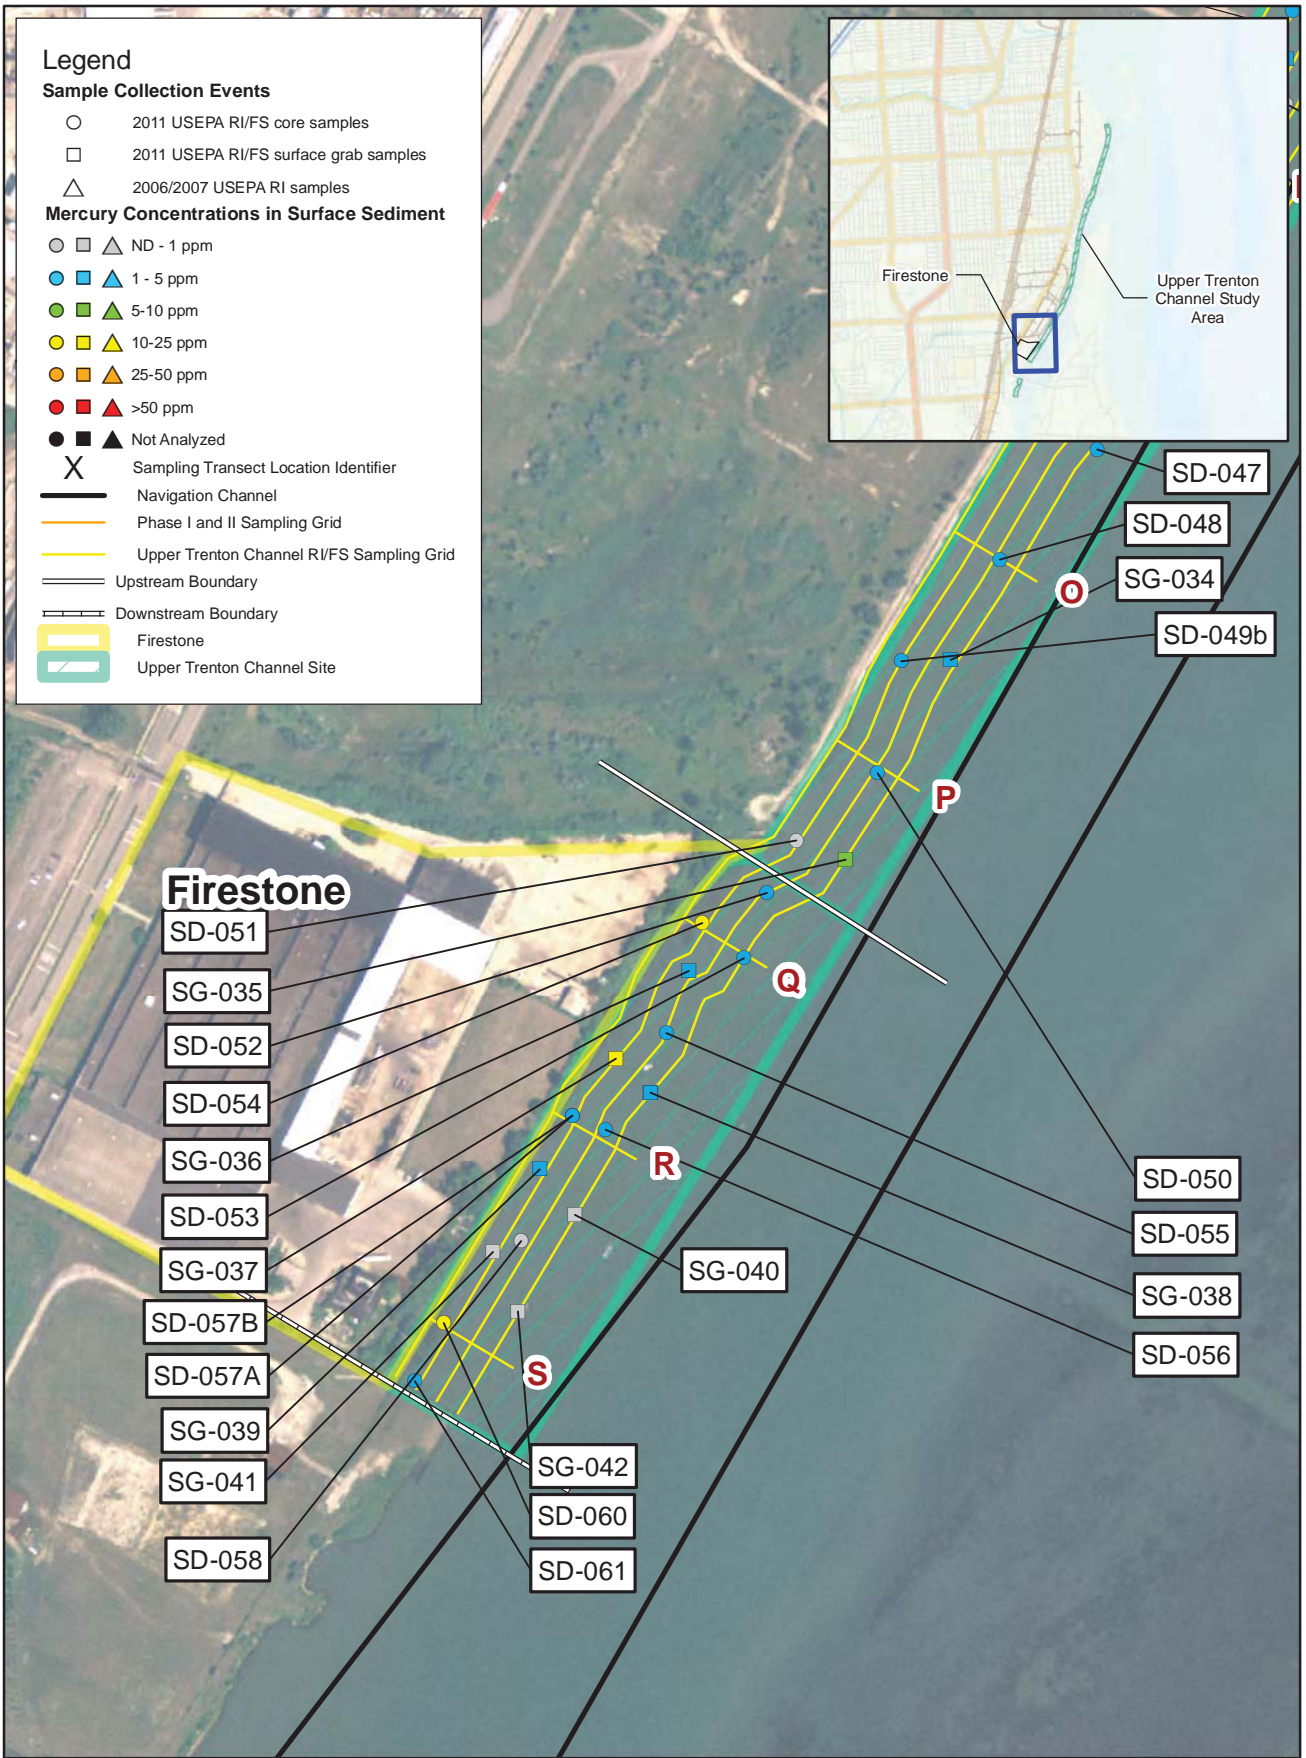 Legend
Sample Collection Events
2011 USEPA RI/FS core samples
2011 USEPA RI/FS surface grab samples
2006/2007 USEPA RI samples
Mercury Concentrations in Surface Sediment
ND - 1 ppm
1 - 5 ppm
5-10 ppm
10-25 ppm
25-50 ppm
>50 ppm
Not Analyzed
X Sampling Transect Location Identifier
Navigation Channel
Phase I and II Sampling Grid
Upper Trenton Channel RI/FS Sampling Grid
Upstream Boundary
Downstream Boundary
Firestone
Upper Trenton Channel Site
Firestone
Upper Trenton
Channel Study
Area
SD-047
SD-048
SG-034
O
SD-049b
P
Firestone
SD-051
SG-035
Q
SD-052
SD-054
SG-036
R
SD-053
SD-050
SD-055
SG-037
SG-040
SG-038
SD-057B
SD-056
SD-057A
S
SG-039
SG-041
SG-042
SD-060
SD-058
SD-061